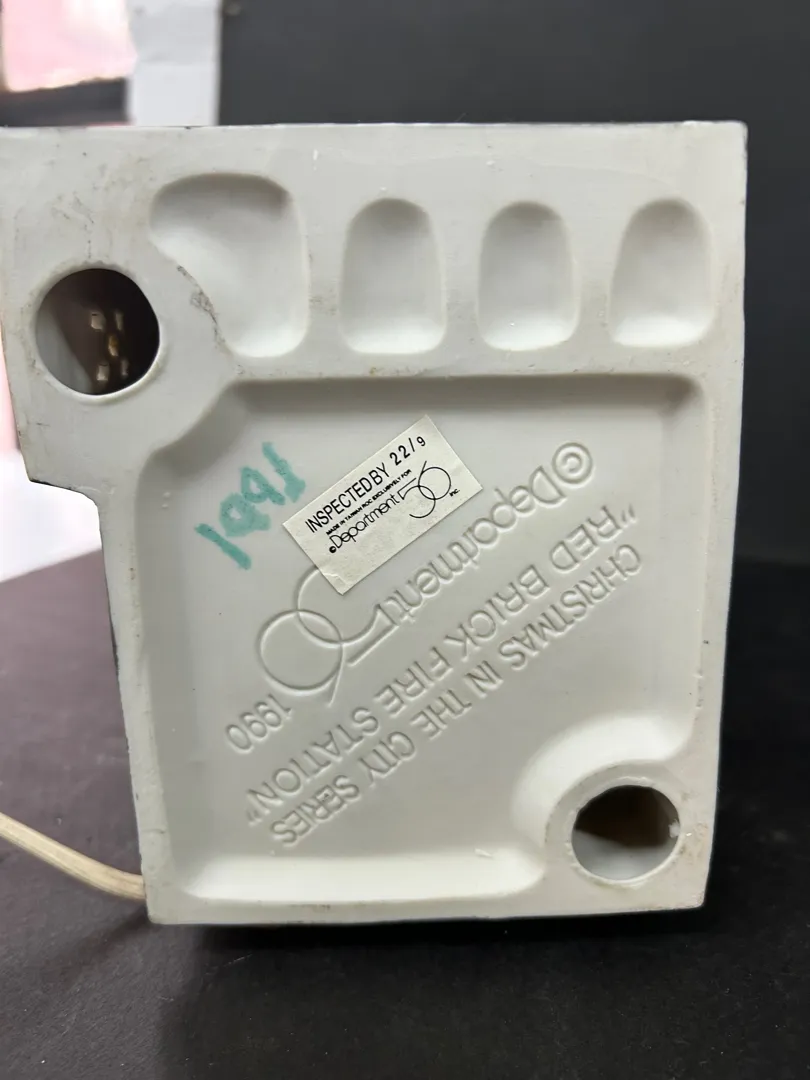 1991
INSPECTED BY 22/9
MADE IN TAIWAN ROC EXCLUSIVELY FOR
©Department 56 INC.
CHRISTMAS IN THE CITY SERIES
"RED BRICK FIRE STATION"
©Department 56
1990